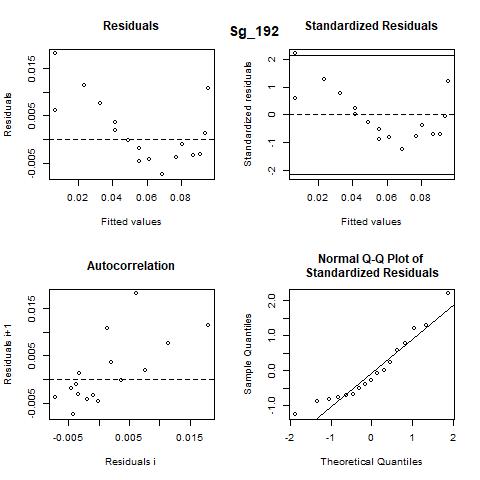 Sg_192
Residuals
Residuals
-0.005 0.005 0.015
0.02 0.04 0.06 0.08
Fitted values
Standardized Residuals
Standardized residuals
-2 -1 0 1 2
0.02 0.04 0.06 0.08
Fitted values
Autocorrelation
Residuals i+1
-0.005 0.005 0.015
-0.005 0.005 0.015
Residuals i
Normal Q-Q Plot of
Standardized Residuals
Sample Quantiles
-1.0 0.0 1.0 2.0
-2 -1 0 1 2
Theoretical Quantiles